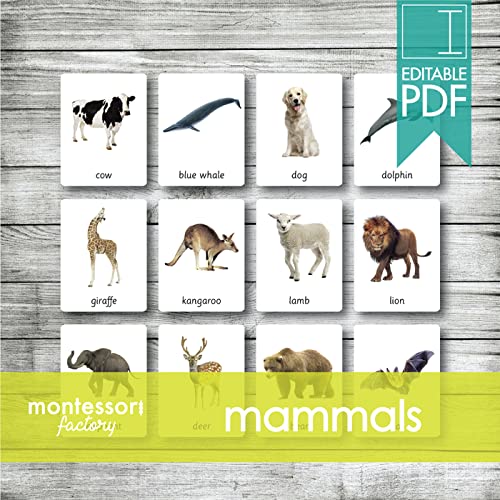 EDITABLE
PDF
cow
blue whale
dog
dolphin
giraffe
kangaroo
lamb
lion
montessori
factory
mammals
deer